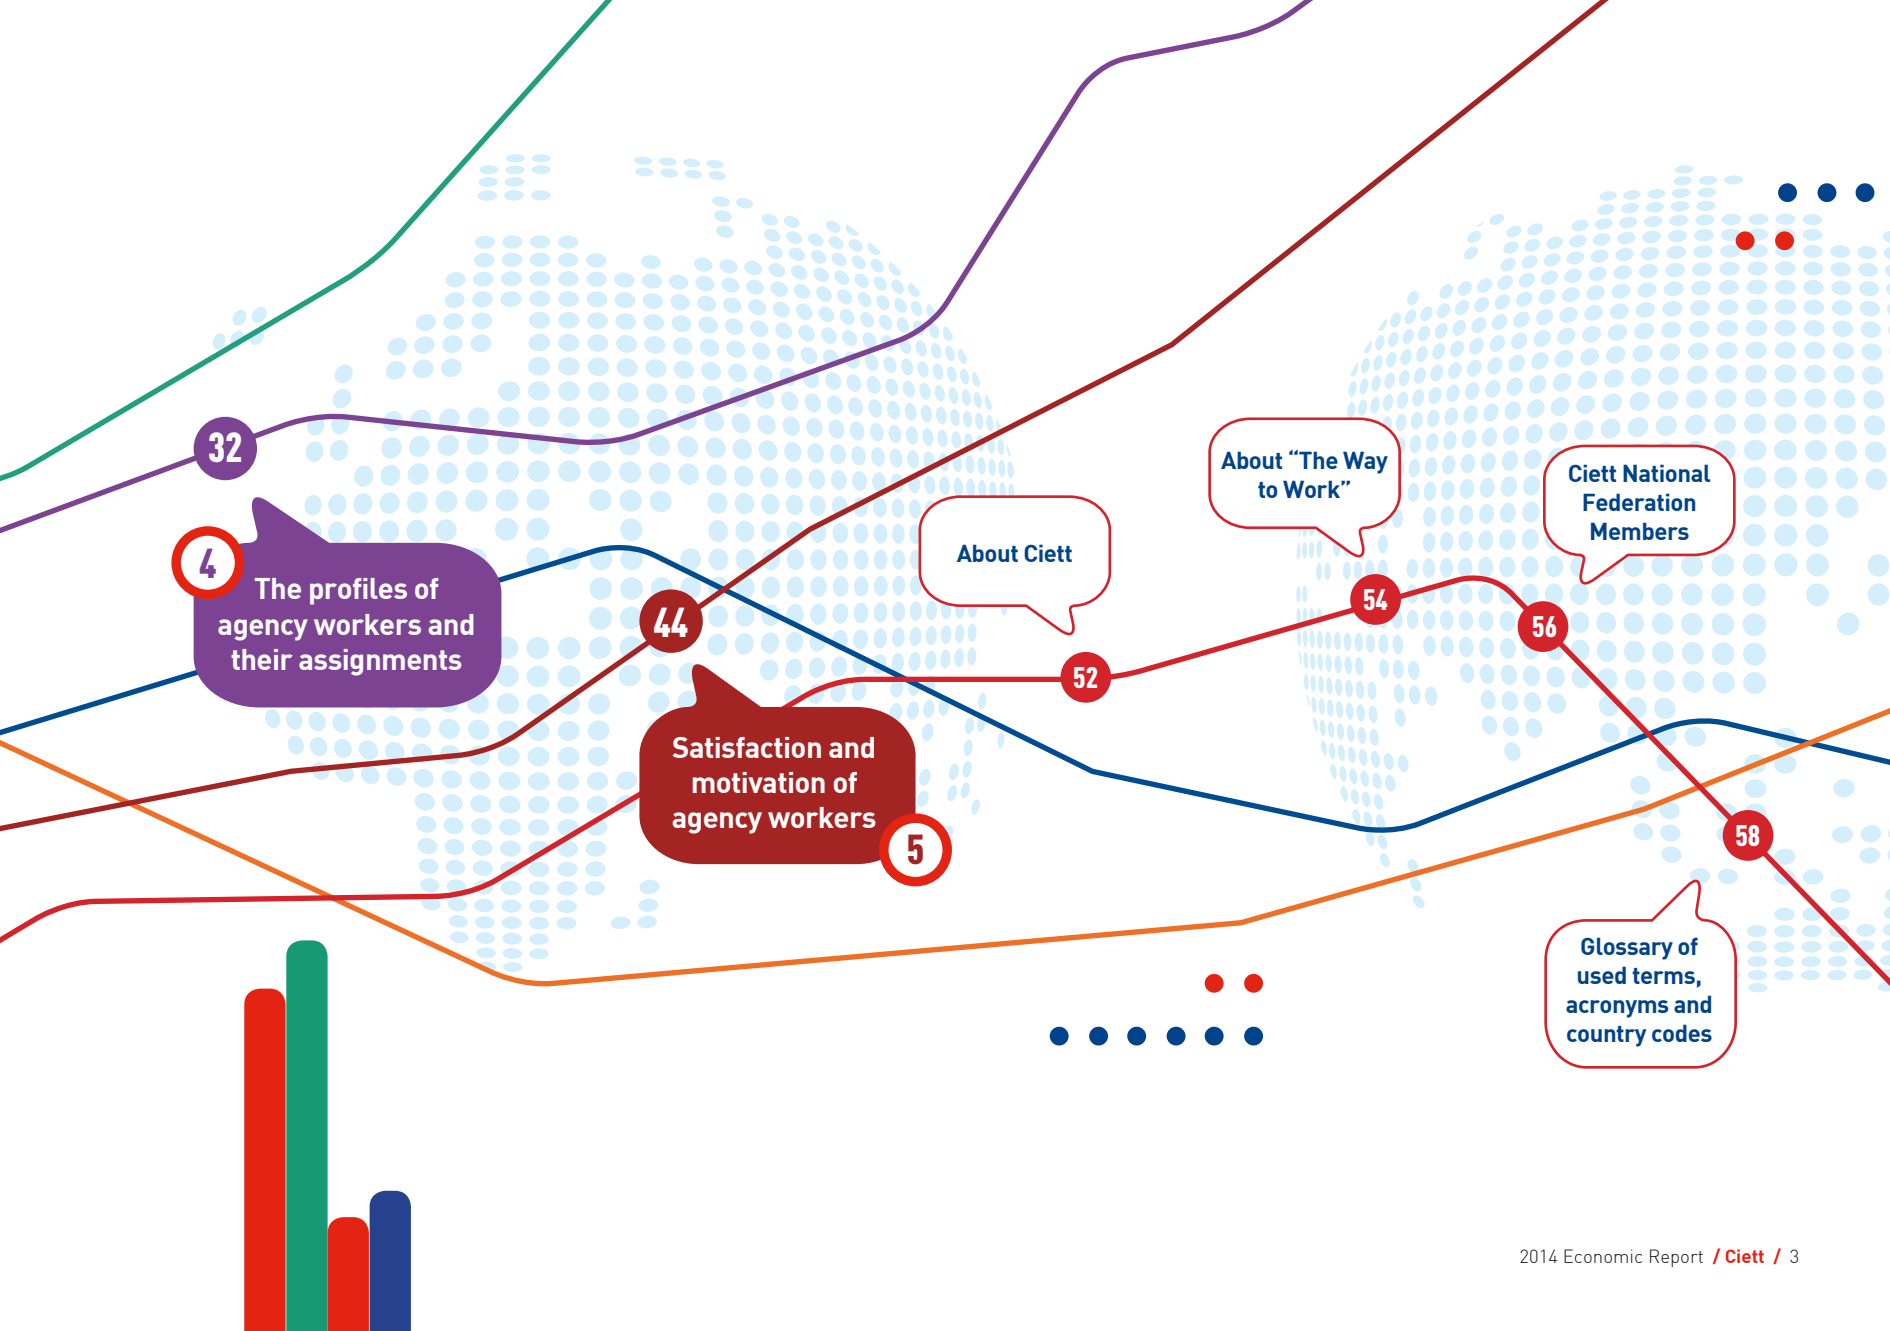 32
4
The profiles of
agency workers and
their assignments
44
Satisfaction and
motivation of
agency workers
5
About Ciett
52
About “The Way
to Work”
54
Ciett National
Federation
Members
56
58
Glossary of
used terms,
acronyms and
country codes
2014 Economic Report / Ciett / 3